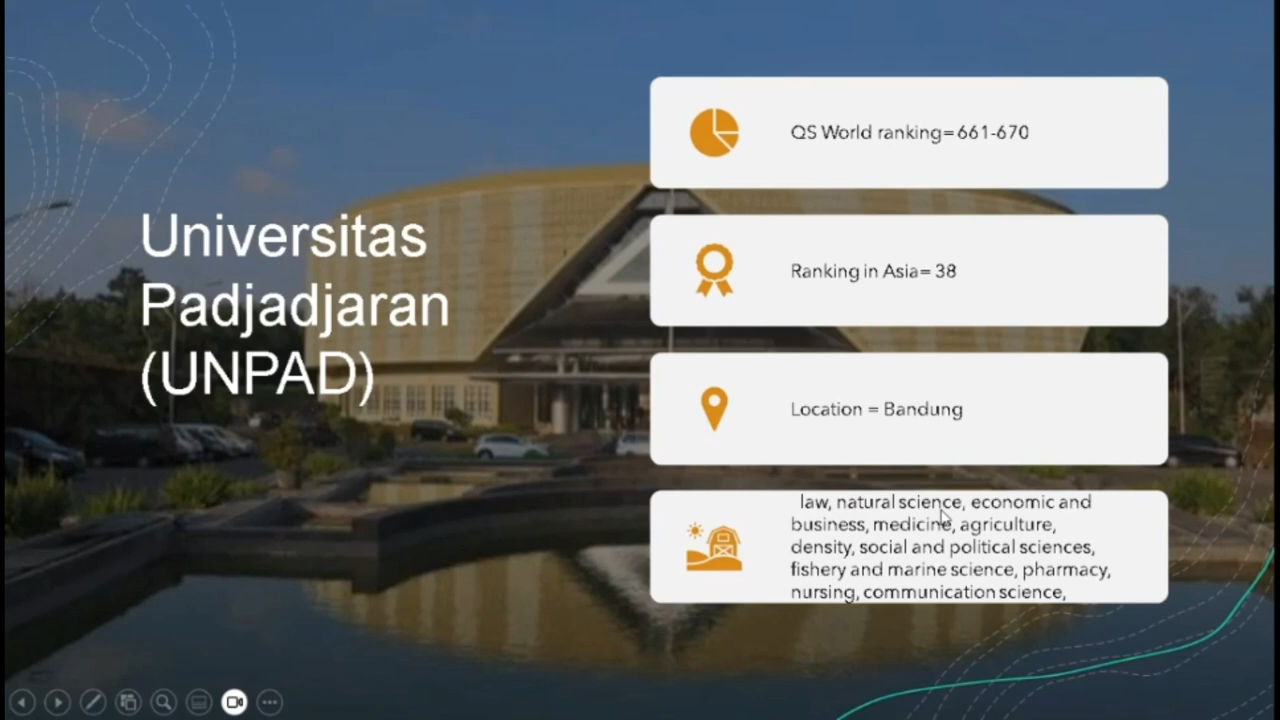 Universitas
Padjadjaran
(UNPAD)
QS World ranking= 661-670
Ranking in Asia= 38
Location = Bandung
law, natural science, economic and
business, medicine, agriculture,
density, social and political sciences,
fishery and marine science, pharmacy,
nursing, communication science,